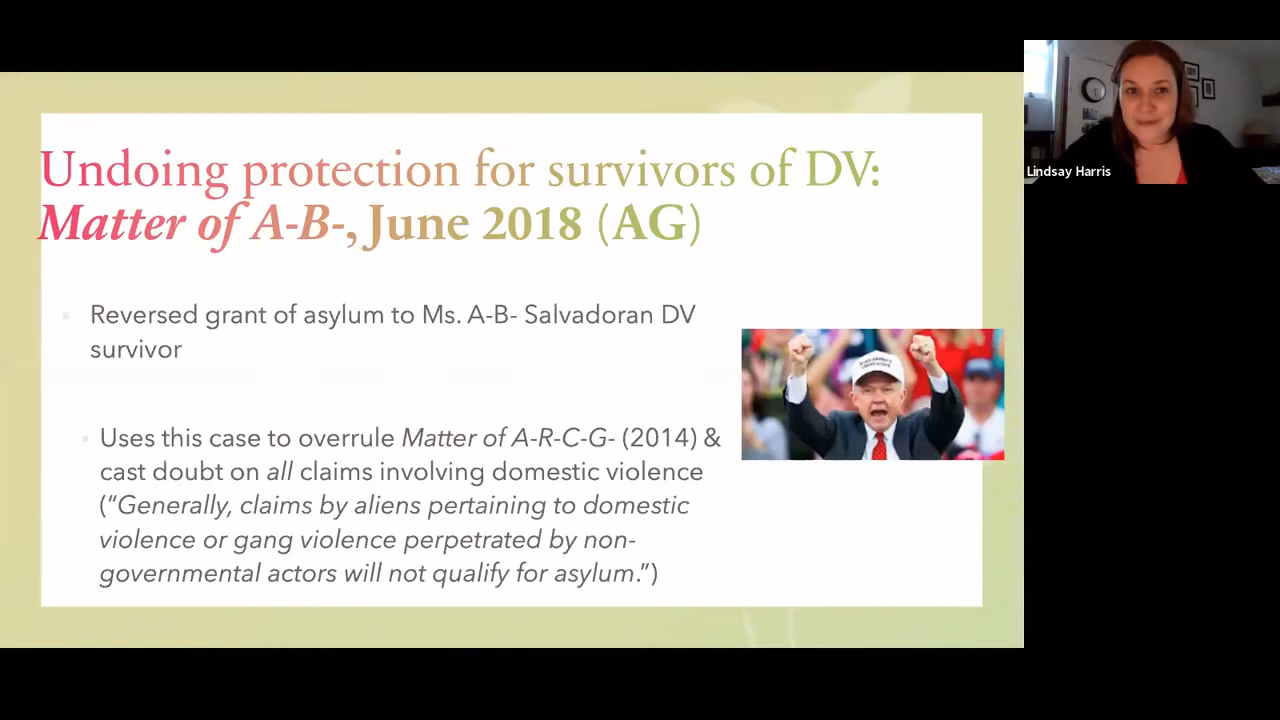 Undoing protection for survivors of DV:
Matter of A-B-, June 2018 (AG)
Reversed grant of asylum to Ms. A-B- Salvadoran DV
survivor
Uses this case to overrule Matter of A-R-C-G- (2014) &
cast doubt on all claims involving domestic violence
(“Generally, claims by aliens pertaining to domestic
violence or gang violence perpetrated by non-
governmental actors will not qualify for asylum.”)
Lindsay Harris